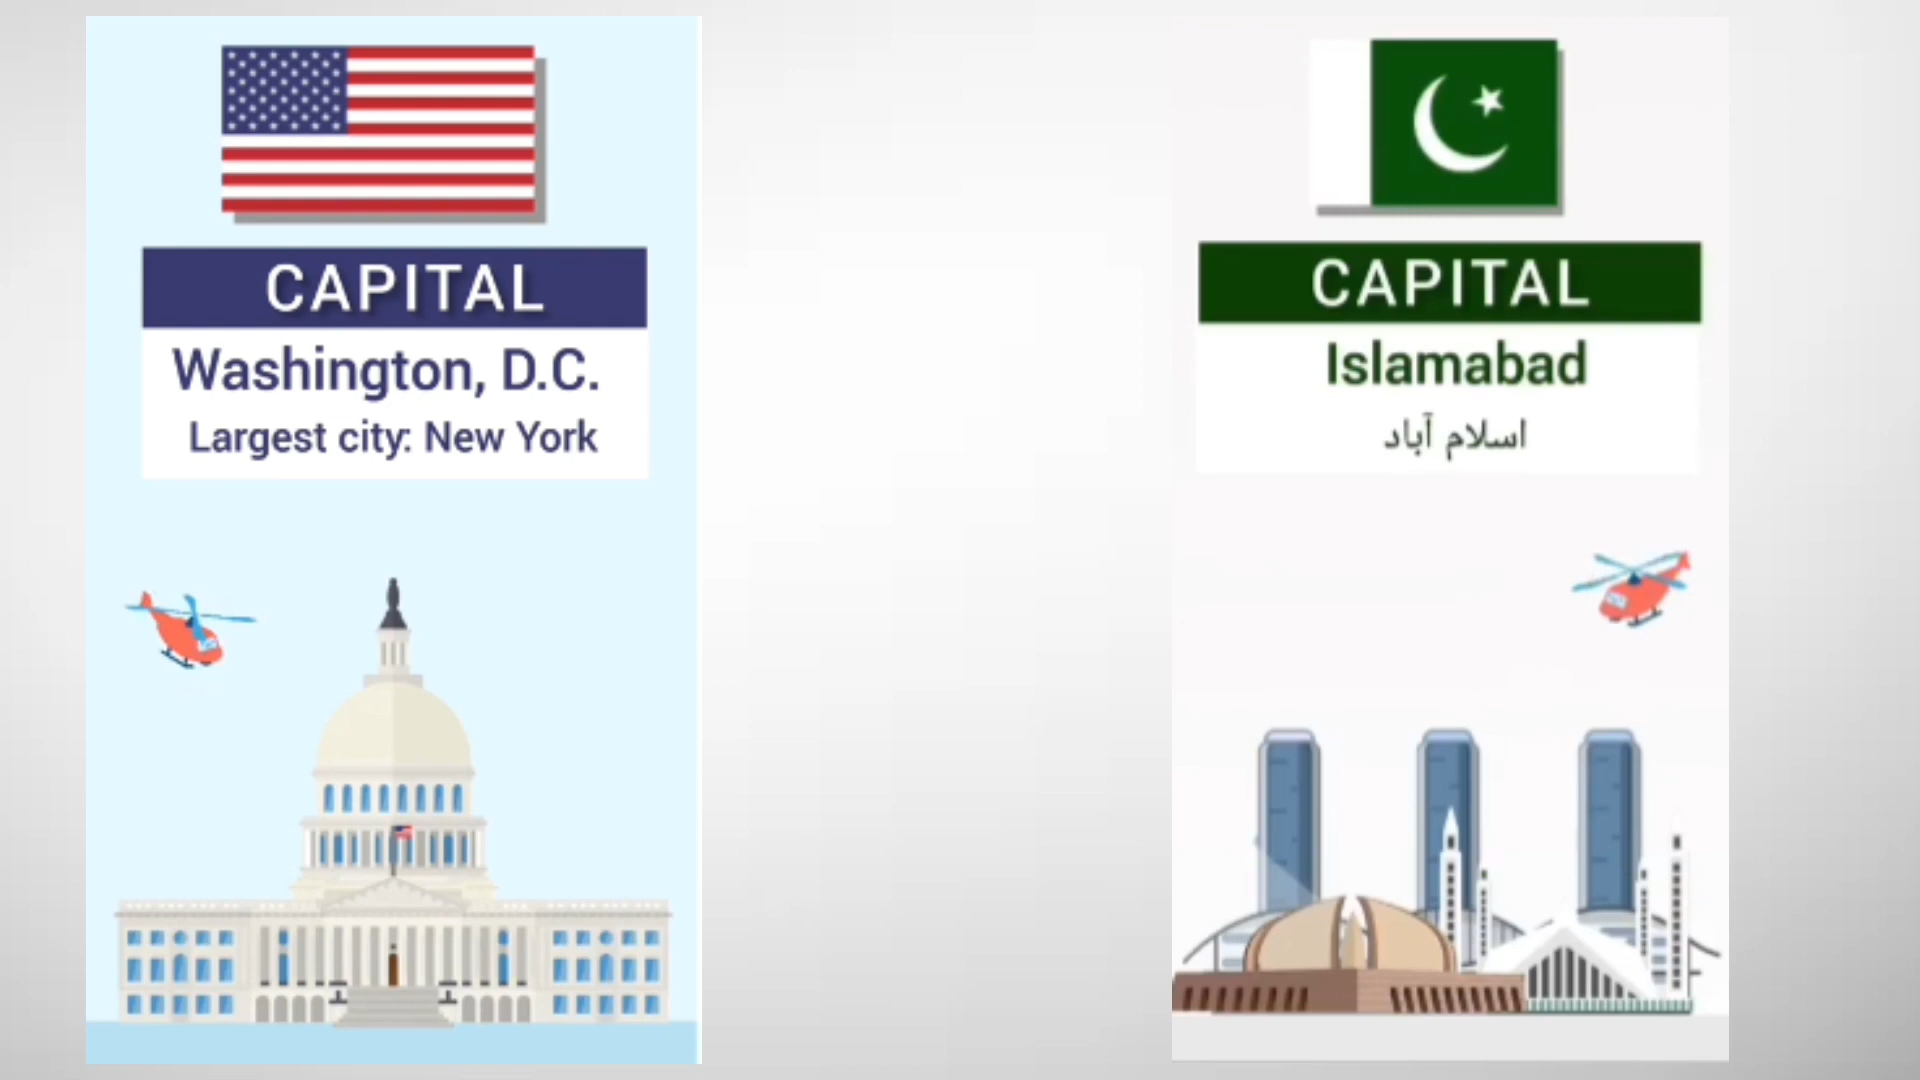 CAPITAL
Washington, D.C.
Largest city: New York
CAPITAL
Islamabad
اسلام آباد